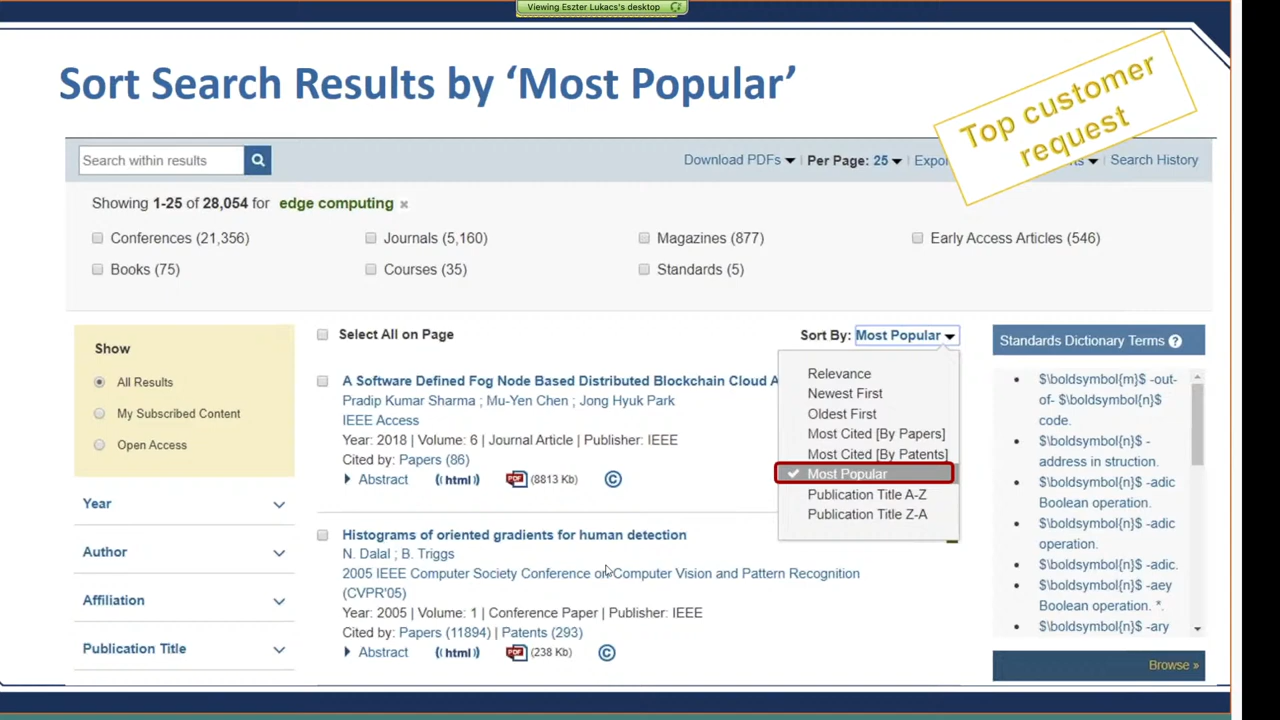 Viewing Eszter Lukacs's desktop
Sort Search Results by ‘Most Popular’
Top customer
request
Search within results
Download PDFs | Per Page: 25 | Search History
Showing 1-25 of 28,054 for edge computing ×
Conferences (21,356) Journals (5,160) Magazines (877) Early Access Articles (546)
Books (75) Courses (35) Standards (5)
Show
All Results
My Subscribed Content
Open Access
Year
Author
Affiliation
Publication Title
Select All on Page
Sort By: Most Popular
Relevance
Newest First
Oldest First
Most Cited [By Papers]
Most Cited [By Patents]
Most Popular
Publication Title A-Z
Publication Title Z-A
A Software Defined Fog Node Based Distributed Blockchain Cloud A
Pradip Kumar Sharma ; Mu-Yen Chen ; Jong Hyuk Park
IEEE Access
Year: 2018 | Volume: 6 | Journal Article | Publisher: IEEE
Cited by: Papers (86)
Abstract ((html)) PDF (8813 Kb) ©
Histograms of oriented gradients for human detection
N. Dalal ; B. Triggs
2005 IEEE Computer Society Conference on Computer Vision and Pattern Recognition
(CVPR'05)
Year: 2005 | Volume: 1 | Conference Paper | Publisher: IEEE
Cited by: Papers (11894) | Patents (293)
Abstract ((html)) PDF (238 Kb) ©
Standards Dictionary Terms ?
$\boldsymbol{m}$ -out-
of- $\boldsymbol{n}$
code.
$\boldsymbol{n}$ -
address in struction.
$\boldsymbol{n}$ -adic
Boolean operation.
$\boldsymbol{n}$ -adic
operation.
$\boldsymbol{n}$ -adic.
$\boldsymbol{n}$ -aey
Boolean operation. *.
$\boldsymbol{n}$ -ary
Browse »